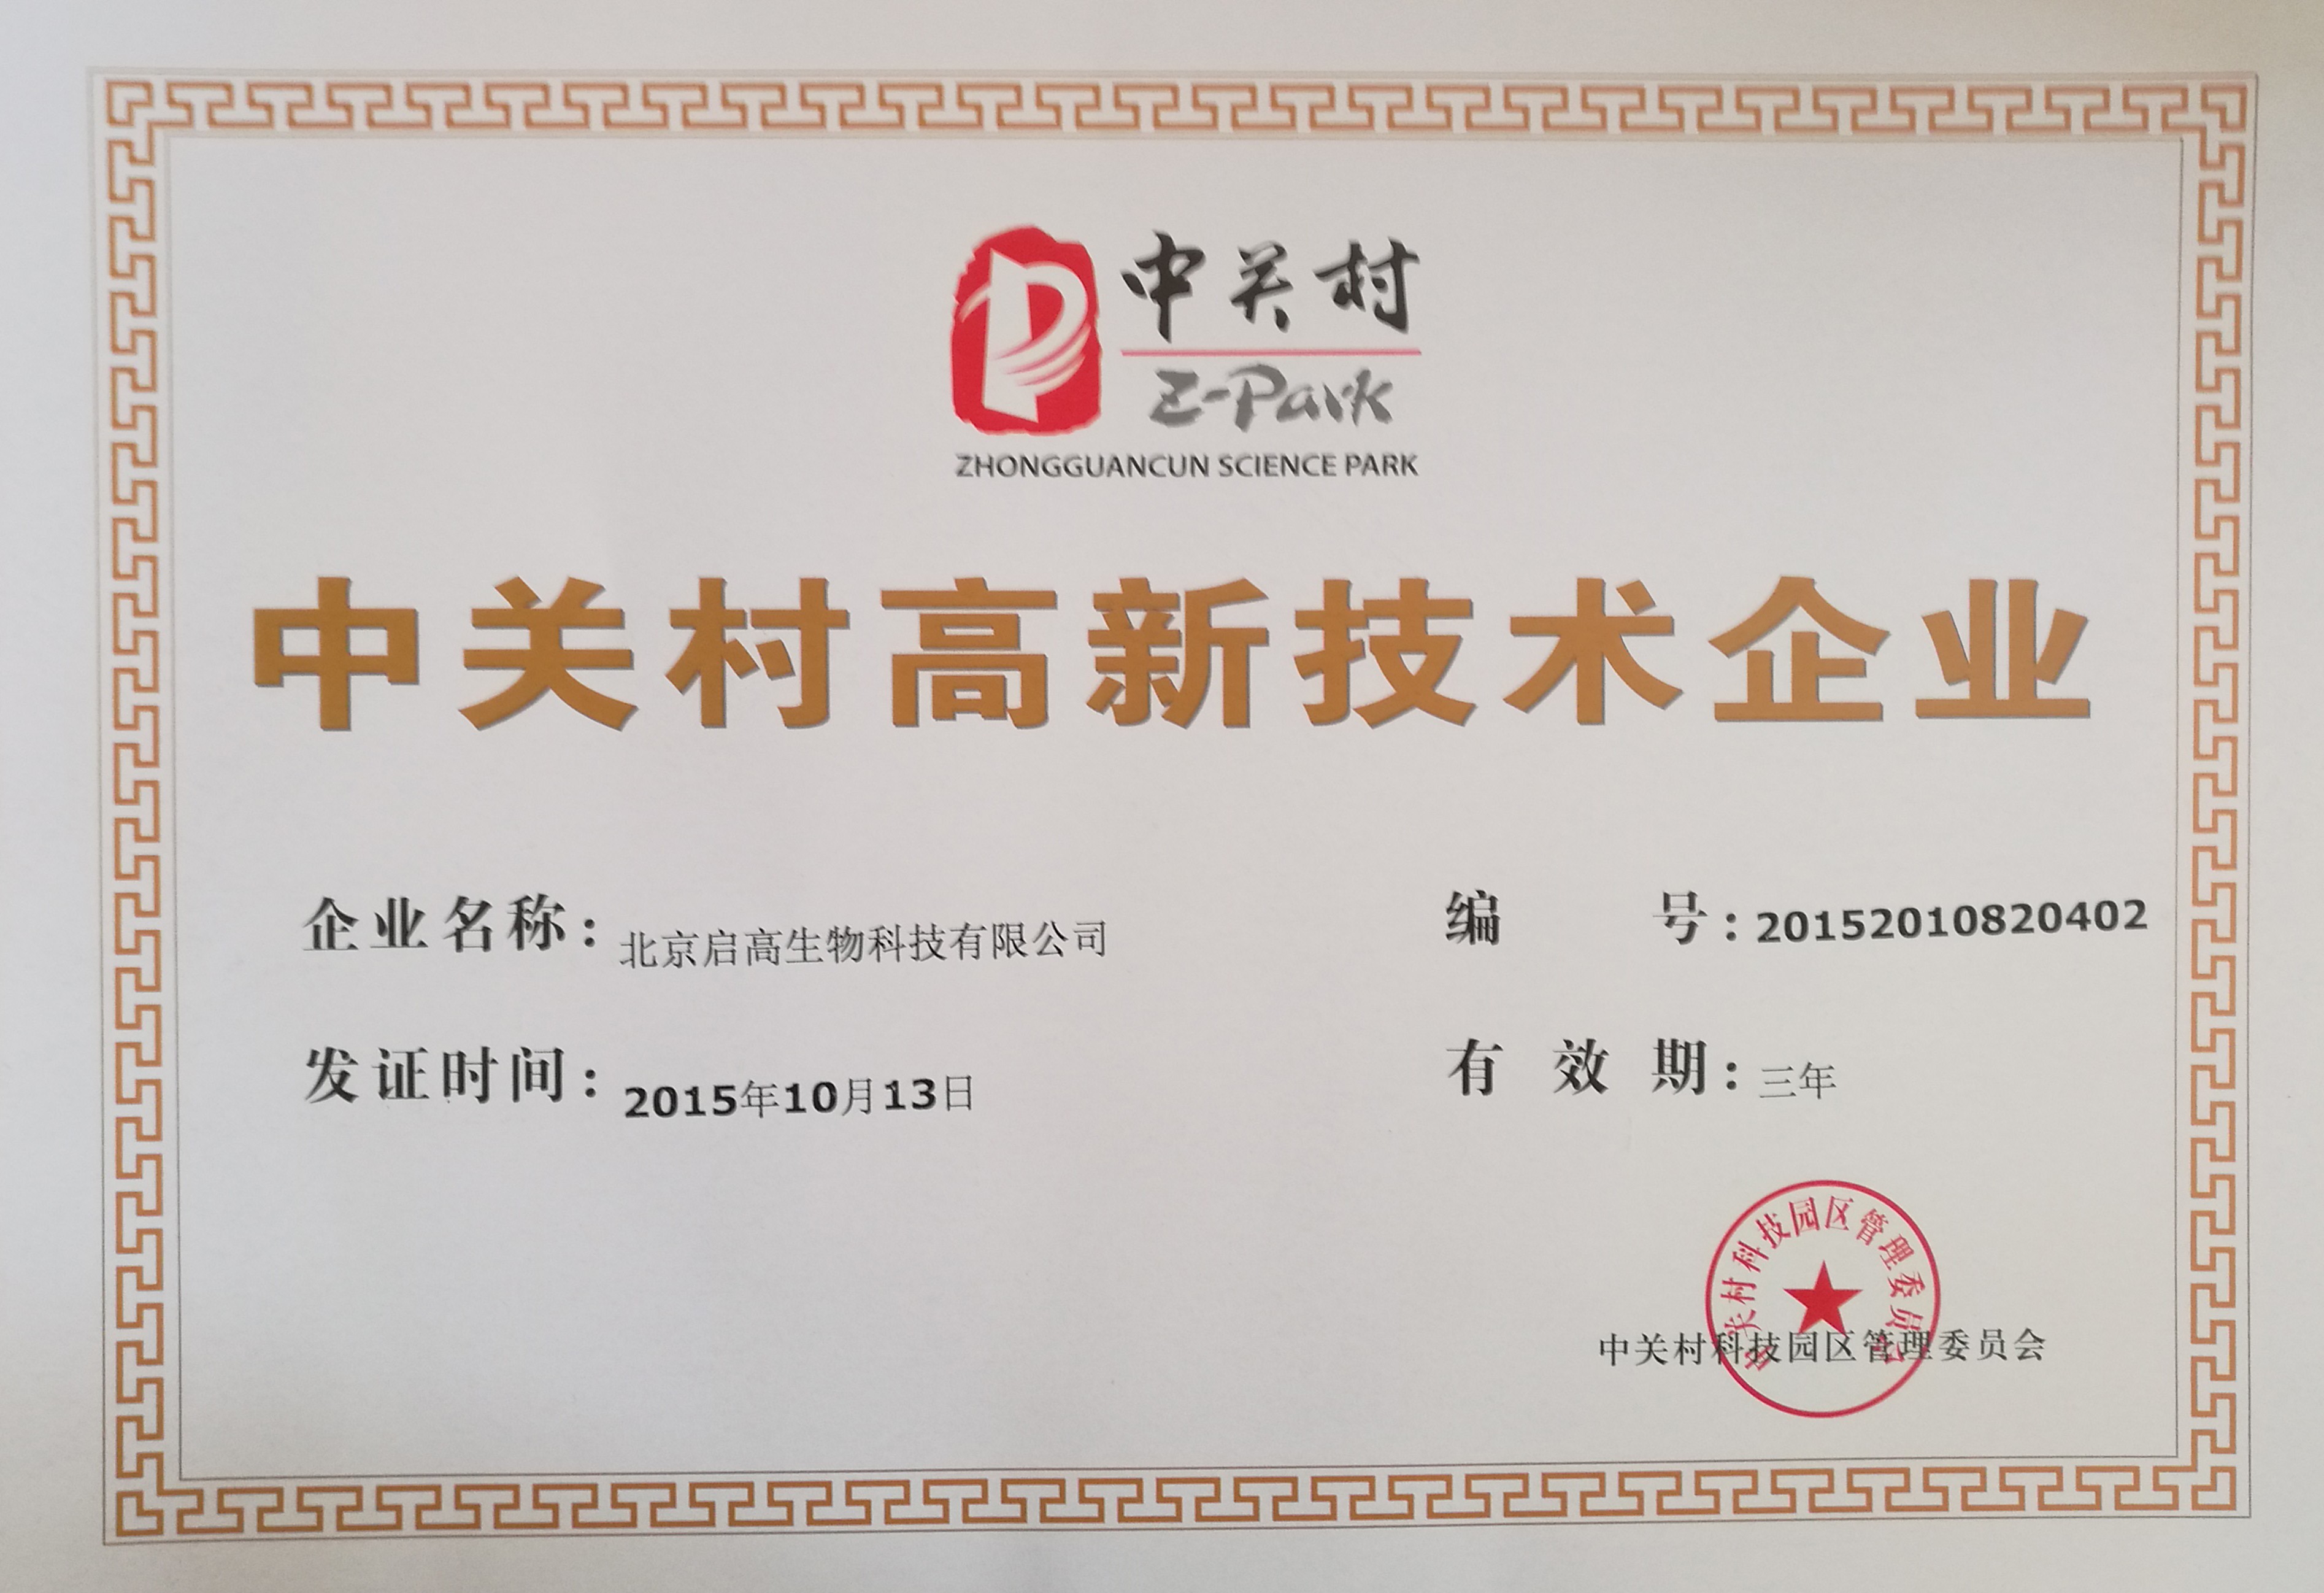 中关村
Z-Park
ZHONGGUANCUN SCIENCE PARK
中关村高新技术企业
企业名称：北京启高生物科技有限公司
编号：20152010820402
发证时间：2015年10月13日
有效期：三年
中关村科技园区管理委员会
中关村科技园区管理委员会